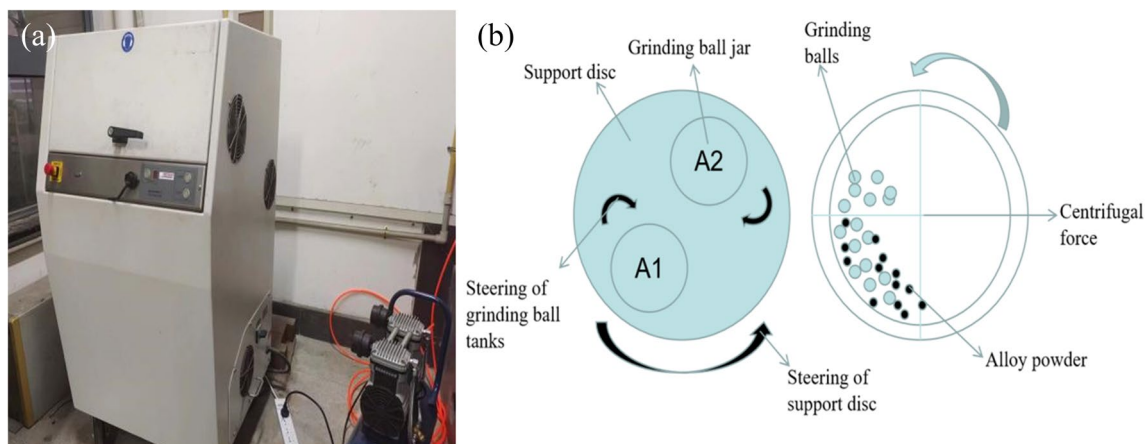 (a)
(b)
Grinding ball jar
Support disc
A2
A1
Steering of
grinding ball
tanks
Steering of
support disc
Grinding
balls
Centrifugal
force
Alloy powder